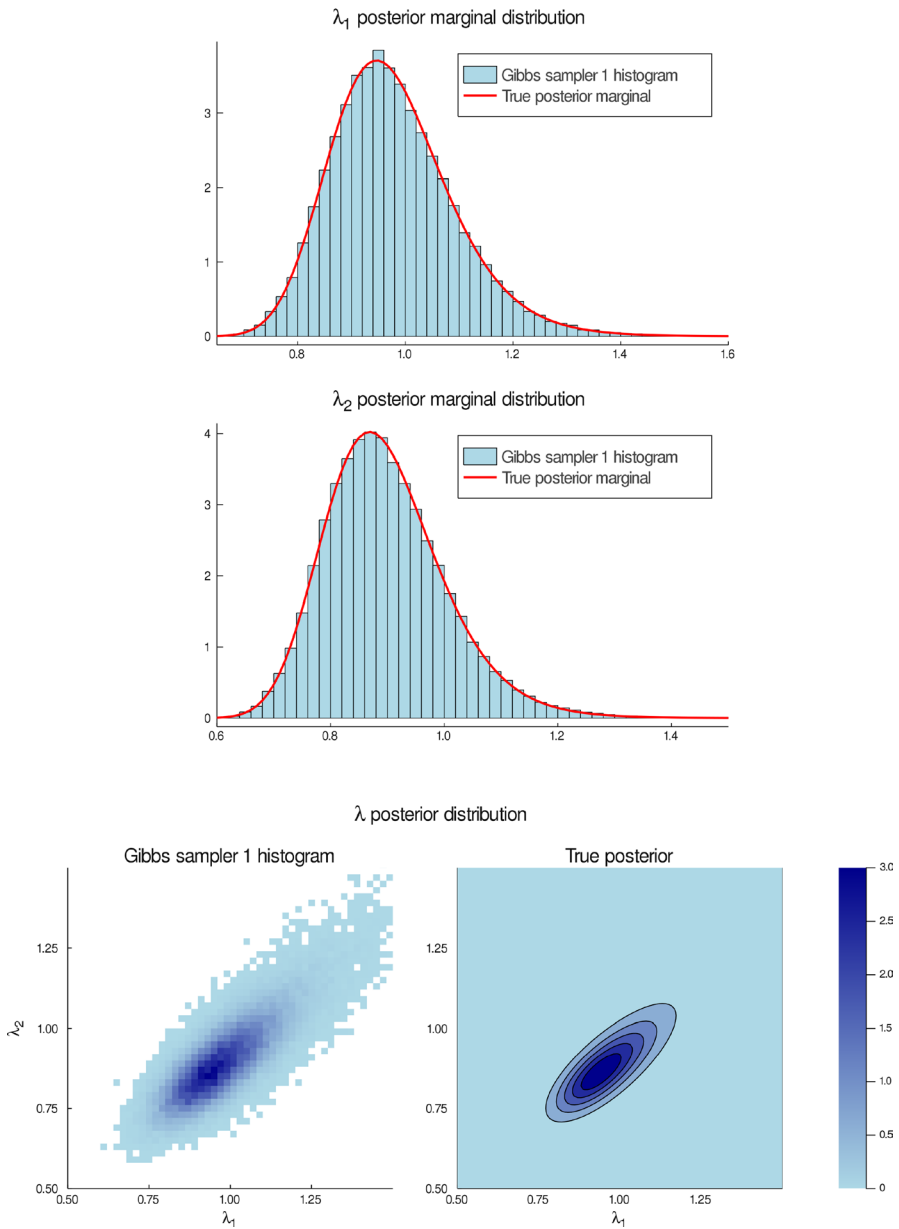 λ1 posterior marginal distribution
Gibbs sampler 1 histogram
True posterior marginal
3
2
1
0
0.8 1.0 1.2 1.4 1.6
λ2 posterior marginal distribution
Gibbs sampler 1 histogram
True posterior marginal
4
3
2
1
0
0.6 0.8 1.0 1.2 1.4
λ posterior distribution
Gibbs sampler 1 histogram
True posterior
λ2
1.25
1.00
0.75
0.50
0.50 0.75 1.00 1.25
λ1
1.25
1.00
0.75
0.50
0.50 0.75 1.00 1.25
λ1
3.0
2.5
2.0
1.5
1.0
0.5
0